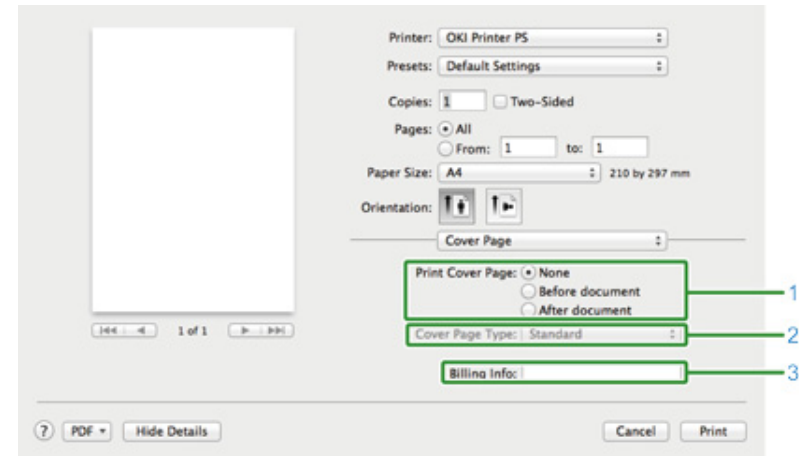 Printer: OKI Printer PS
Presets: Default Settings
Copies: 1 Two-Sided
Pages: All
From: 1 to: 1
Paper Size: A4 210 by 297 mm
Orientation:
Cover Page
Print Cover Page: None
Before document
After document
1
Cover Page Type: Standard
2
Billing Info:
3
1 of 1
? PDF Hide Details Cancel Print